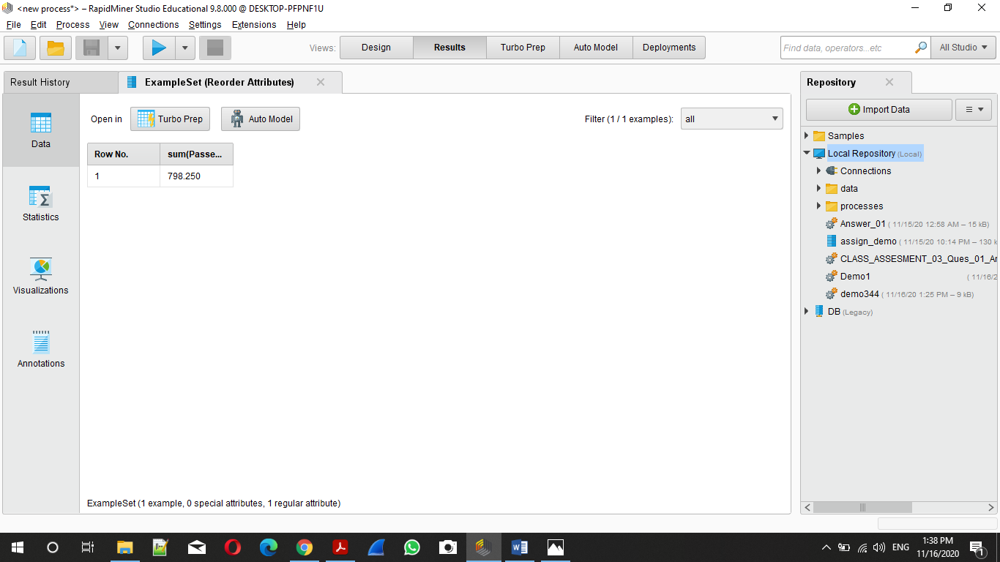 <new process*> – RapidMiner Studio Educational 9.8.000 @ DESKTOP-PFPNF1U
File Edit Process View Connections Settings Extensions Help
Views: Design Results Turbo Prep Auto Model Deployments Find data, operators...etc All Studio
Result History ExampleSet (Reorder Attributes)
Data
Statistics
Visualizations
Annotations
Open in Turbo Prep Auto Model Filter (1 / 1 examples): all
Row No. sum(Passe...
1 798.250
ExampleSet (1 example, 0 special attributes, 1 regular attribute)
Repository
Import Data
Samples
Local Repository (Local)
Connections
data
processes
Answer_01 ( 11/15/20 12:58 AM – 15 kB)
assign_demo ( 11/15/20 10:14 PM – 130 k
CLASS_ASSESMENT_03_Ques_01_Ar
Demo1 ( 11/16/2
demo344 ( 11/16/20 1:25 PM – 9 kB)
DB (Legacy)
ENG
1:38 PM
11/16/2020
1